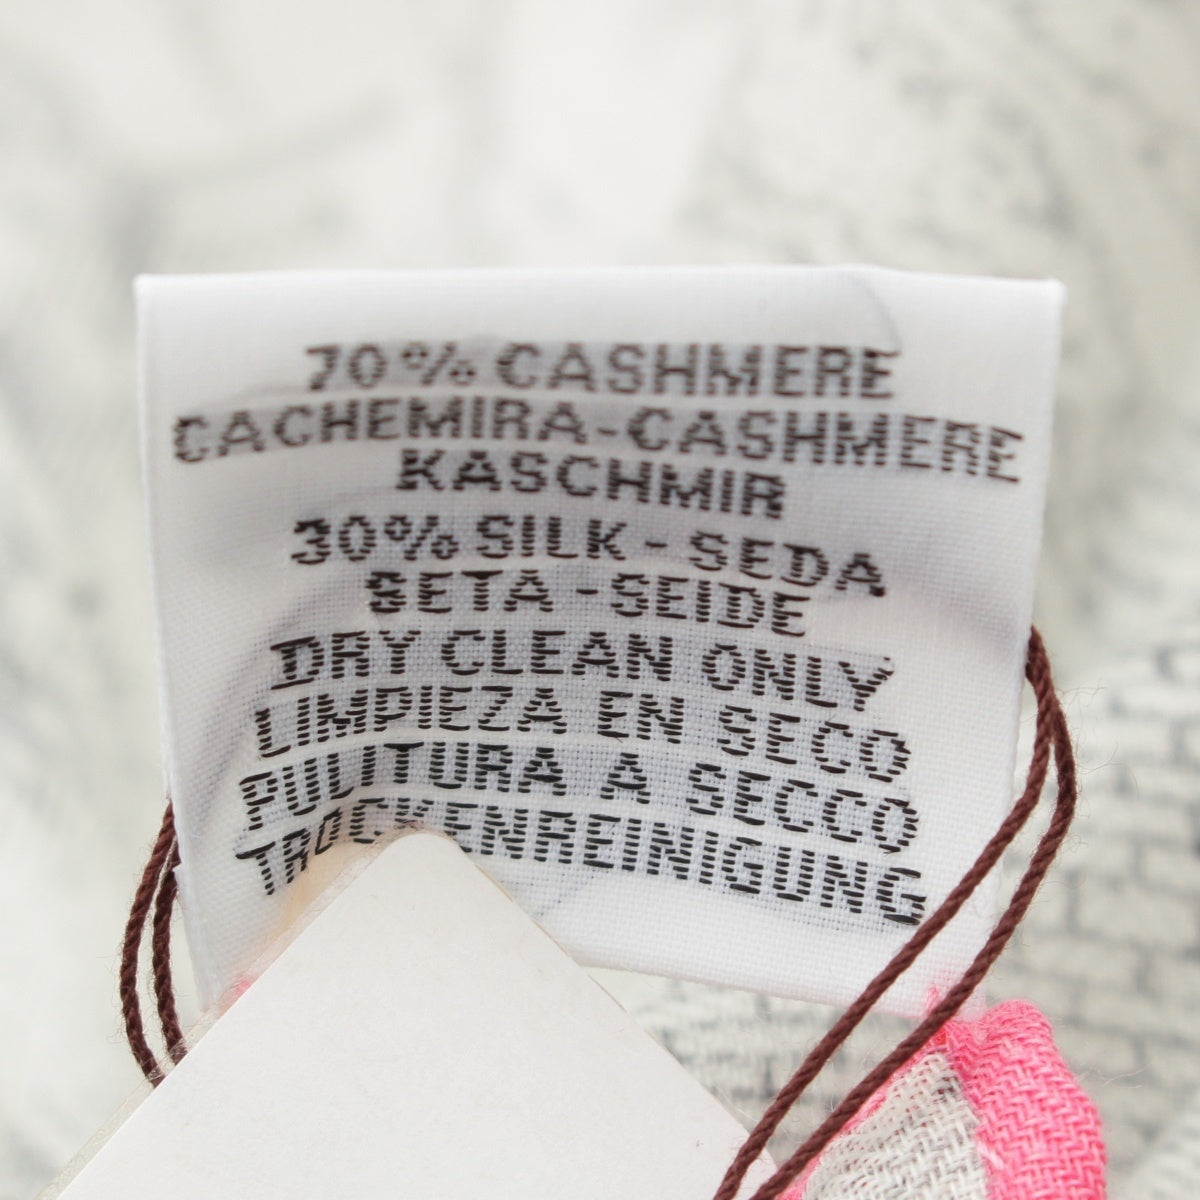 70% CASHMERE
CACHEMIRA-CASHMERE
KASCHMIR
30% SILK - SEDA
SETA - SEIDE
DRY CLEAN ONLY
LIMPIEZA EN SECO
PULITURA A SECCO
TROCKENREINIGUNG